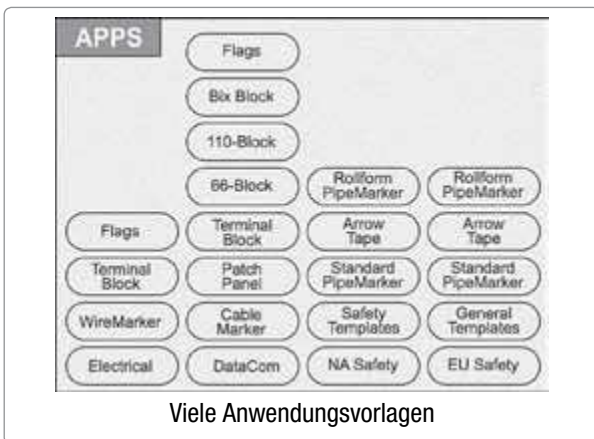 APPS
Flags
Bix Block
110-Block
66-Block
Rollform
PipeMarker
Rollform
PipeMarker
Flags
Terminal
Block
Arrow
Tape
Arrow
Tape
Terminal
Block
Patch
Panel
Standard
PipeMarker
Standard
PipeMarker
WireMarker
Cable
Marker
Safety
Templates
General
Templates
Electrical
DataCom
NA Safety
EU Safety
Viele Anwendungsvorlagen